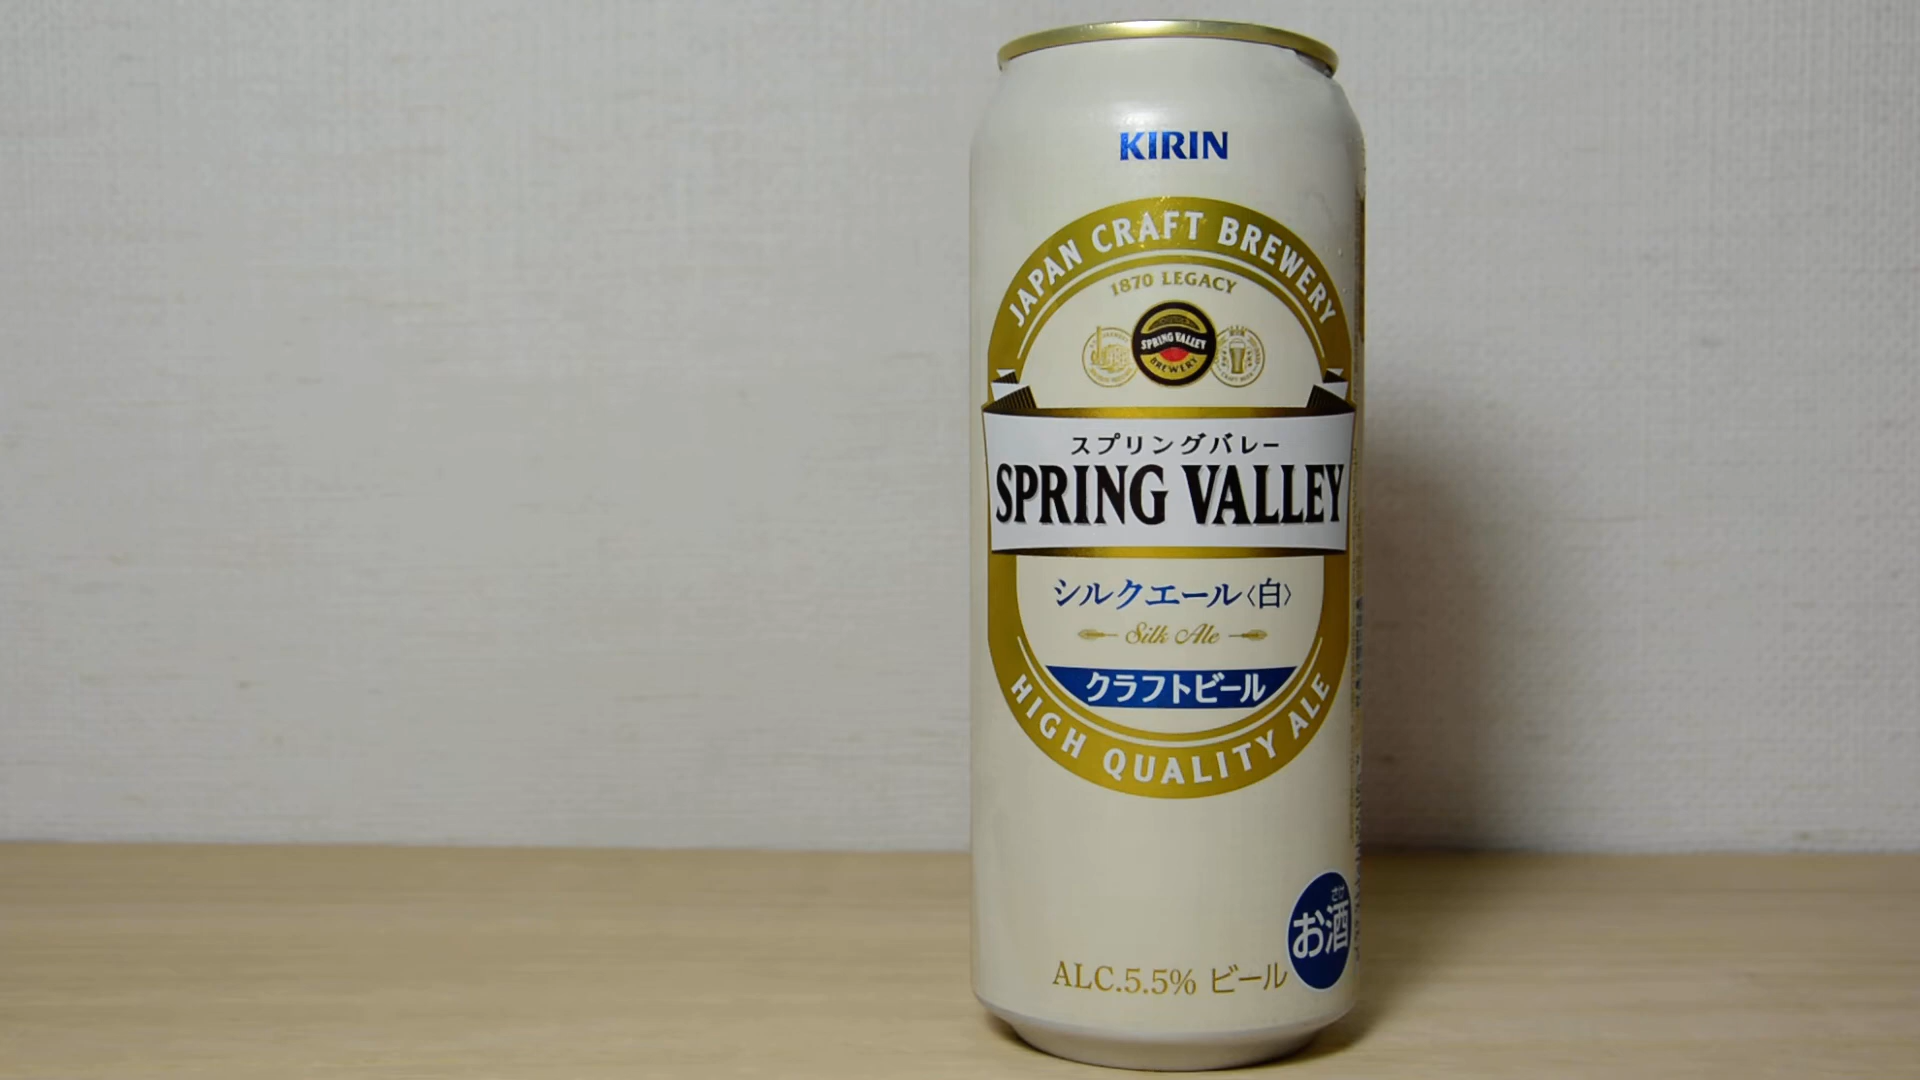 KIRIN
JAPAN CRAFT BREWERY
1870 LEGACY
SPRING VALLEY
BREWERY
スプリングバレー
SPRING VALLEY
シルクエール〈白〉
Silk Ale
クラフトビール
HIGH QUALITY ALE
さけ
お酒
ALC.5.5% ビール